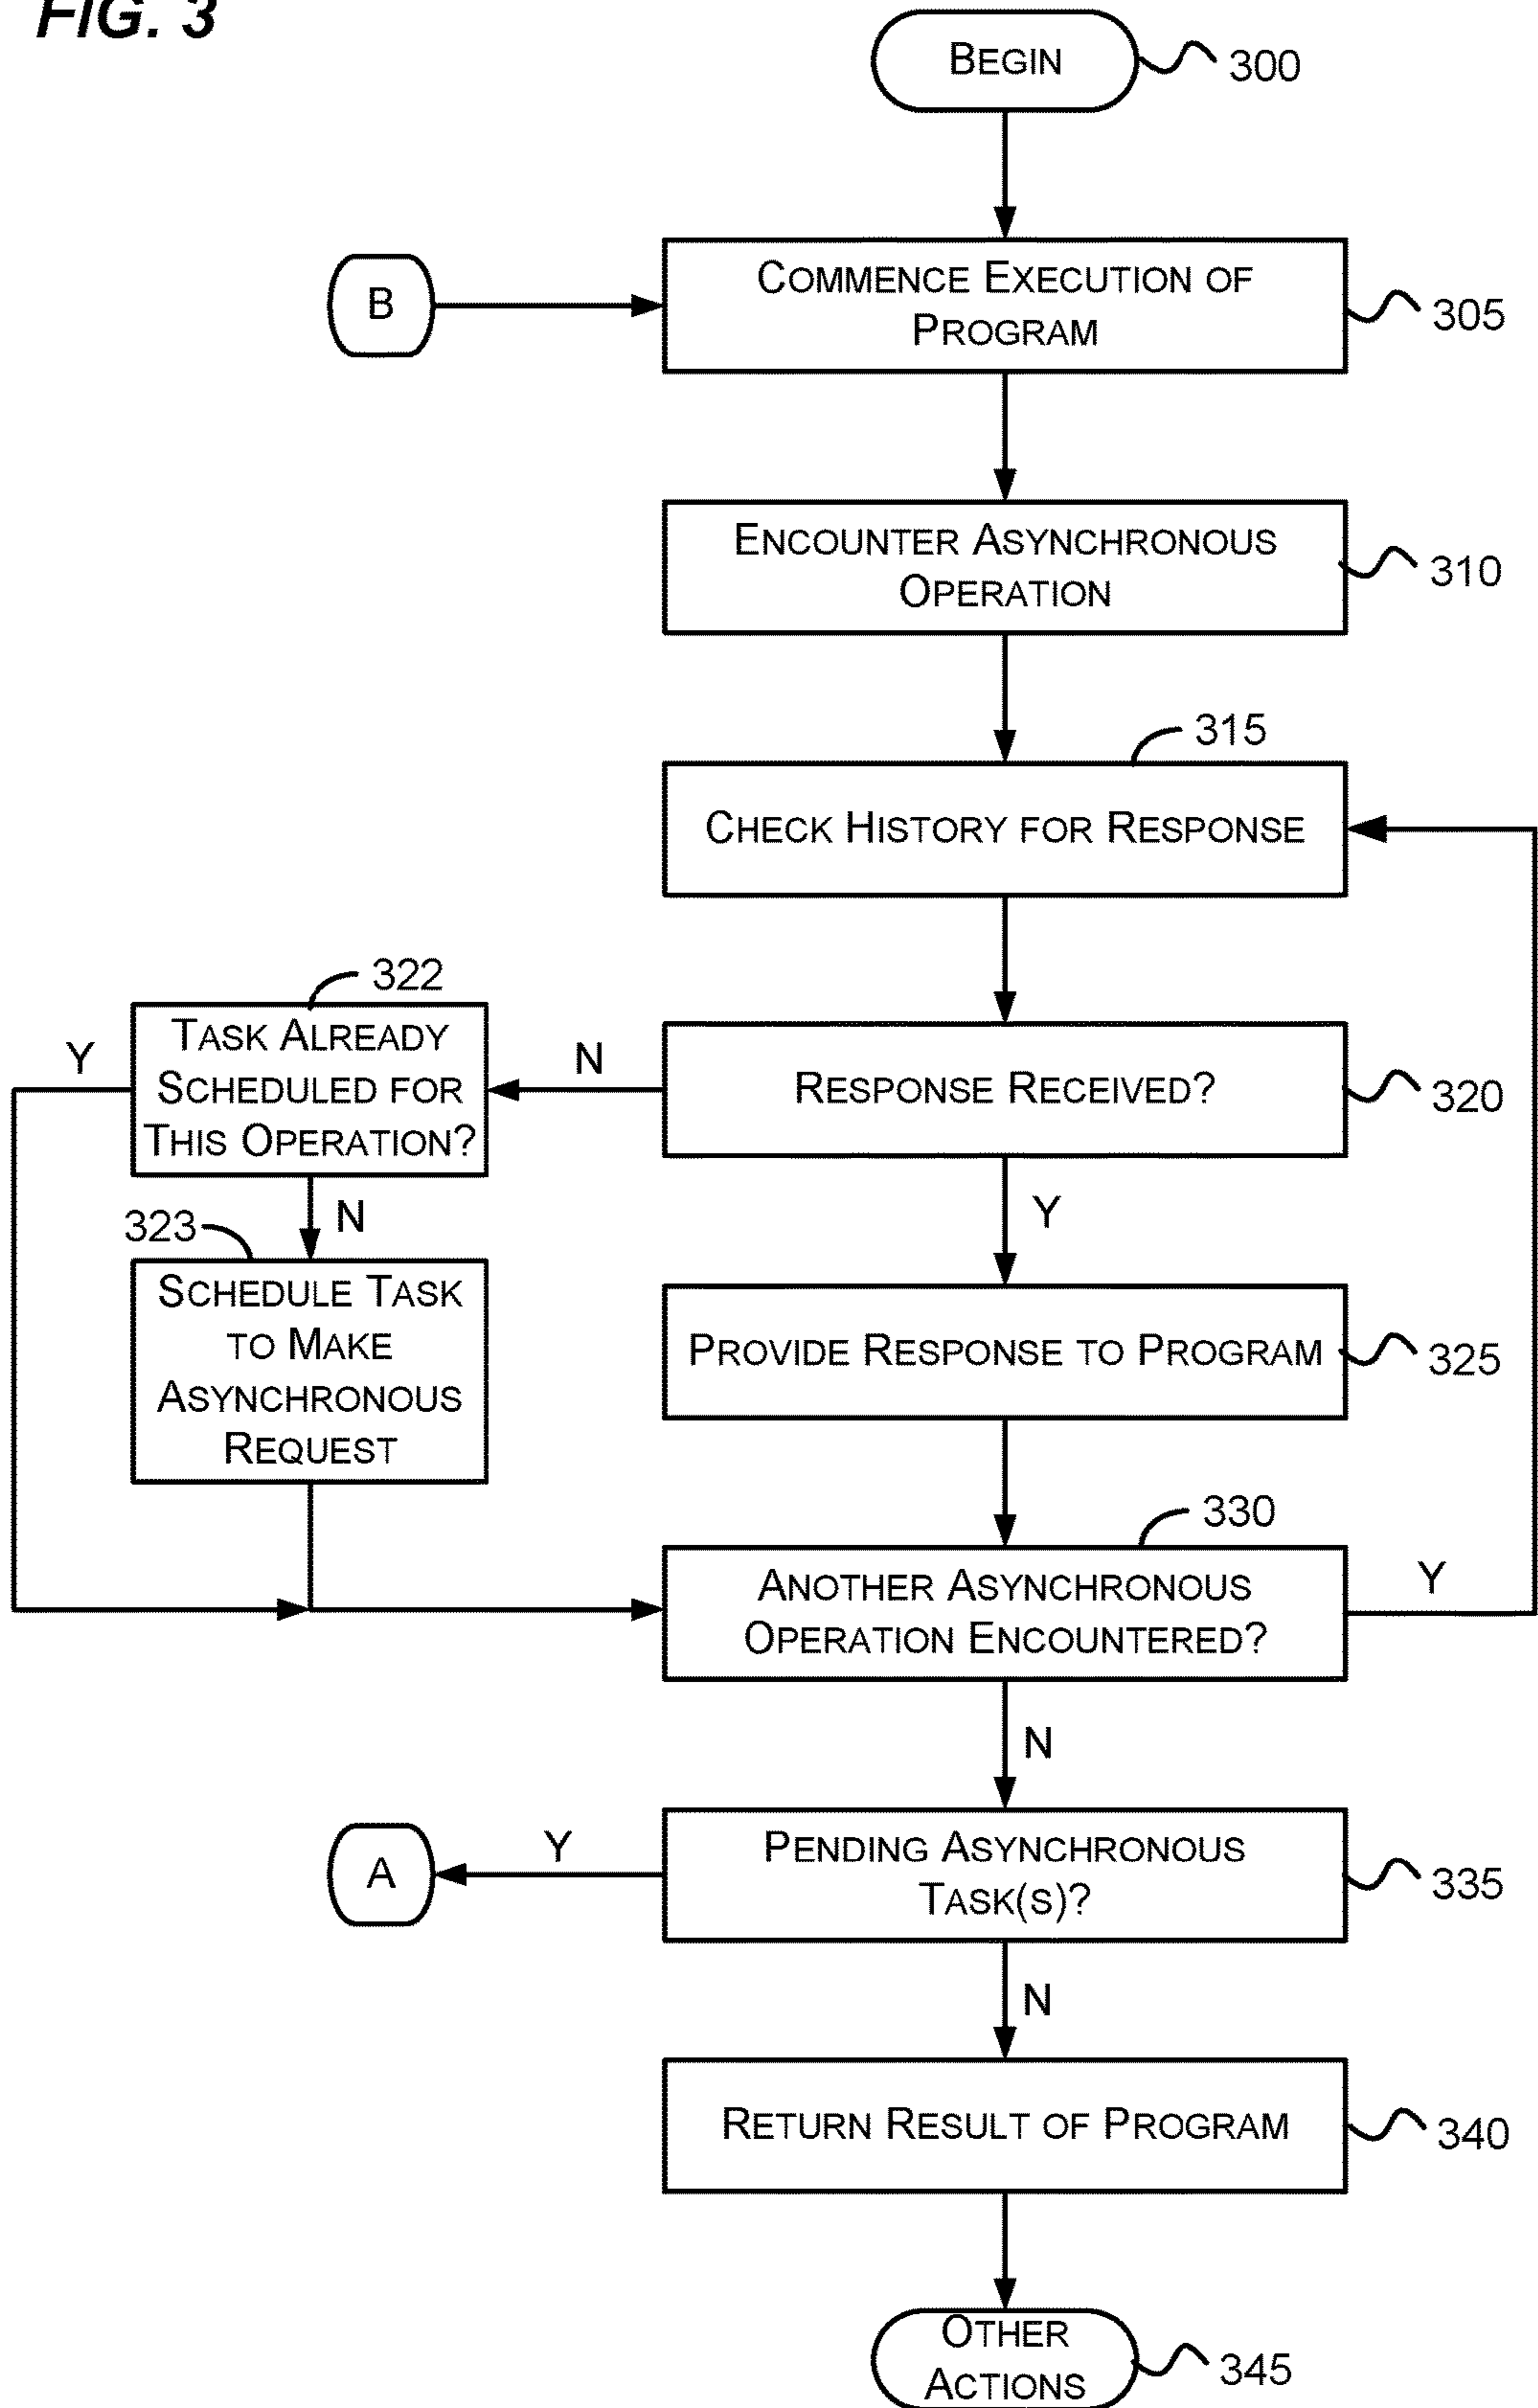 FIG. 3
BEGIN
300
B
COMMENCE EXECUTION OF
PROGRAM
305
ENCOUNTER ASYNCHRONOUS
OPERATION
310
315
CHECK HISTORY FOR RESPONSE
322
TASK ALREADY
SCHEDULED FOR
THIS OPERATION?
Y
N
RESPONSE RECEIVED?
320
N
Y
323
SCHEDULE TASK
TO MAKE
ASYNCHRONOUS
REQUEST
PROVIDE RESPONSE TO PROGRAM
325
330
ANOTHER ASYNCHRONOUS
OPERATION ENCOUNTERED?
Y
N
A
Y
PENDING ASYNCHRONOUS
TASK(S)?
335
N
RETURN RESULT OF PROGRAM
340
OTHER
ACTIONS
345